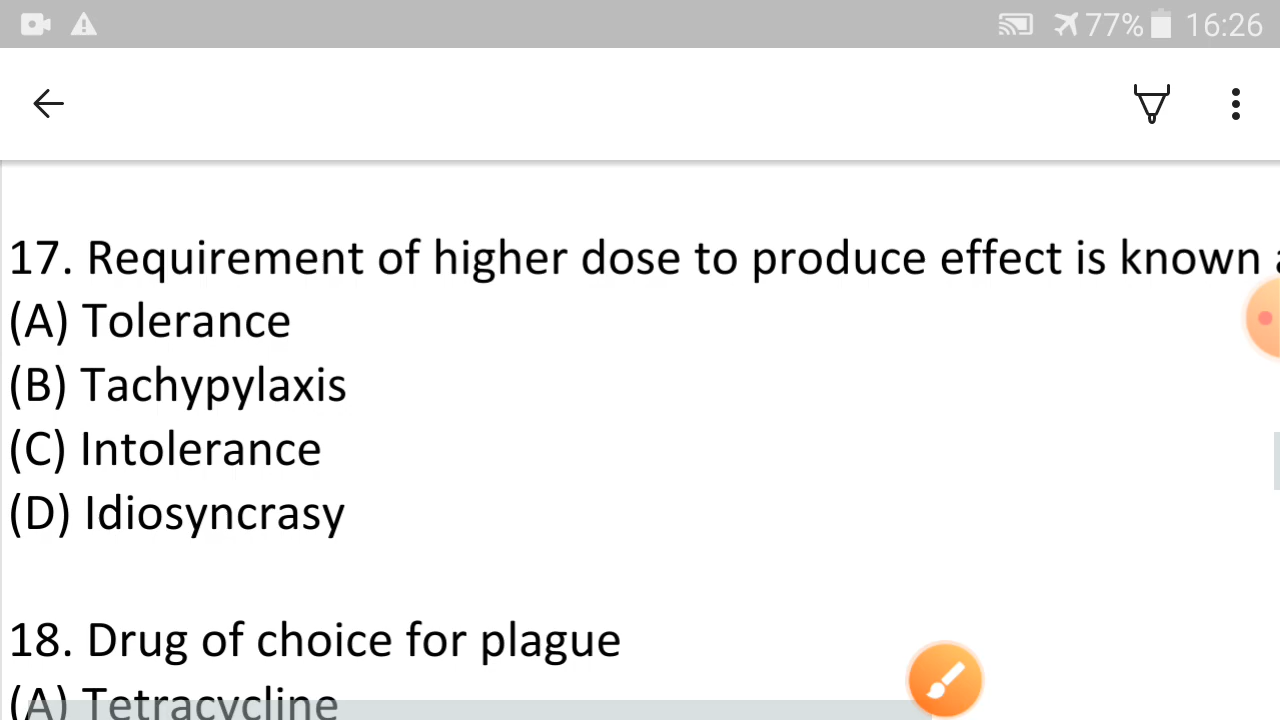 77% 16:26
17. Requirement of higher dose to produce effect is known
(A) Tolerance
(B) Tachypylaxis
(C) Intolerance
(D) Idiosyncrasy
18. Drug of choice for plague
(A) Tetracycline